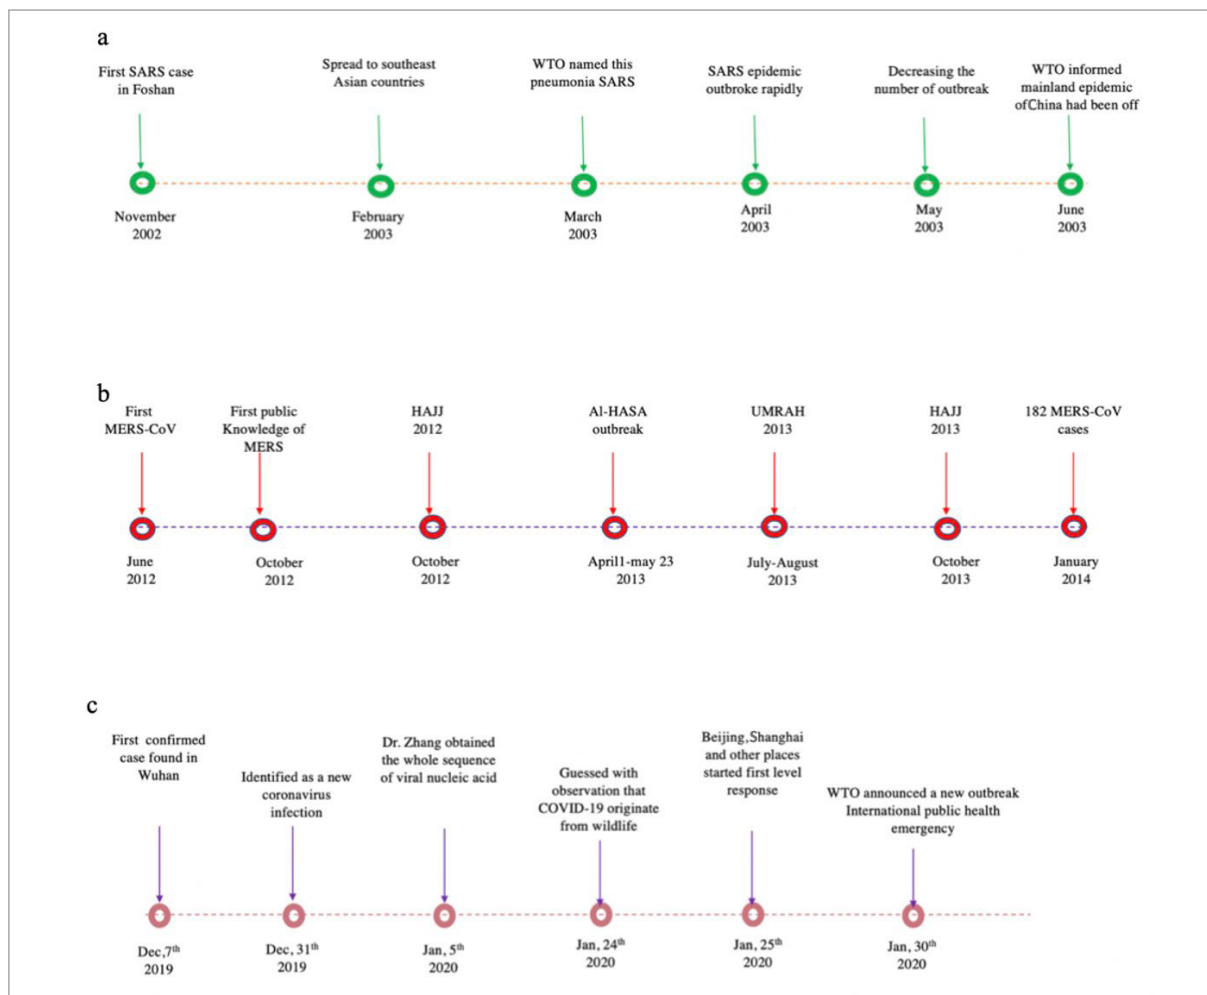 a
First SARS case
in Foshan
Spread to southeast
Asian countries
WTO named this
pneumonia SARS
SARS epidemic
outbroke rapidly
Decreasing the
number of outbreak
WTO informed
mainland epidemic
ofChina had been off
November
2002
February
2003
March
2003
April
2003
May
2003
June
2003
b
First
MERS-CoV
First public
Knowledge of
MERS
HAJJ
2012
Al-HASA
outbreak
UMRAH
2013
HAJJ
2013
182 MERS-CoV
cases
June
2012
October
2012
October
2012
April1-may 23
2013
July-August
2013
October
2013
January
2014
c
First confirmed
case found in
Wuhan
Identified as a new
coronavirus
infection
Dr. Zhang obtained
the whole sequence
of viral nucleic acid
Guessed with
observation that
COVID-19 originate
from wildlife
Beijing,Shanghai
and other places
started first level
response
WTO announced a new outbreak
International public health
emergency
Dec,7th
2019
Dec, 31th
2019
Jan, 5th
2020
Jan, 24th
2020
Jan, 25th
2020
Jan, 30th
2020